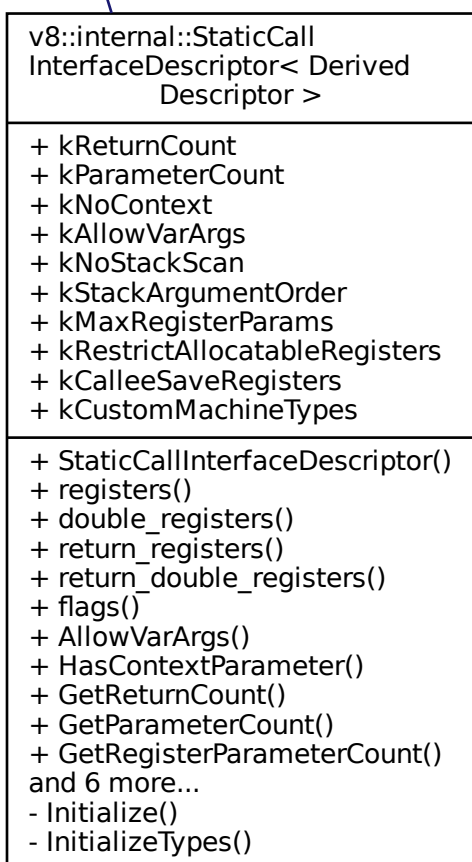 v8::internal::StaticCall
InterfaceDescriptor< Derived
Descriptor >
+ kReturnCount
+ kParameterCount
+ kNoContext
+ kAllowVarArgs
+ kNoStackScan
+ kStackArgumentOrder
+ kMaxRegisterParams
+ kRestrictAllocatableRegisters
+ kCalleeSaveRegisters
+ kCustomMachineTypes
+ StaticCallInterfaceDescriptor()
+ registers()
+ double_registers()
+ return_registers()
+ return_double_registers()
+ flags()
+ AllowVarArgs()
+ HasContextParameter()
+ GetReturnCount()
+ GetParameterCount()
+ GetRegisterParameterCount()
and 6 more...
- Initialize()
- InitializeTypes()